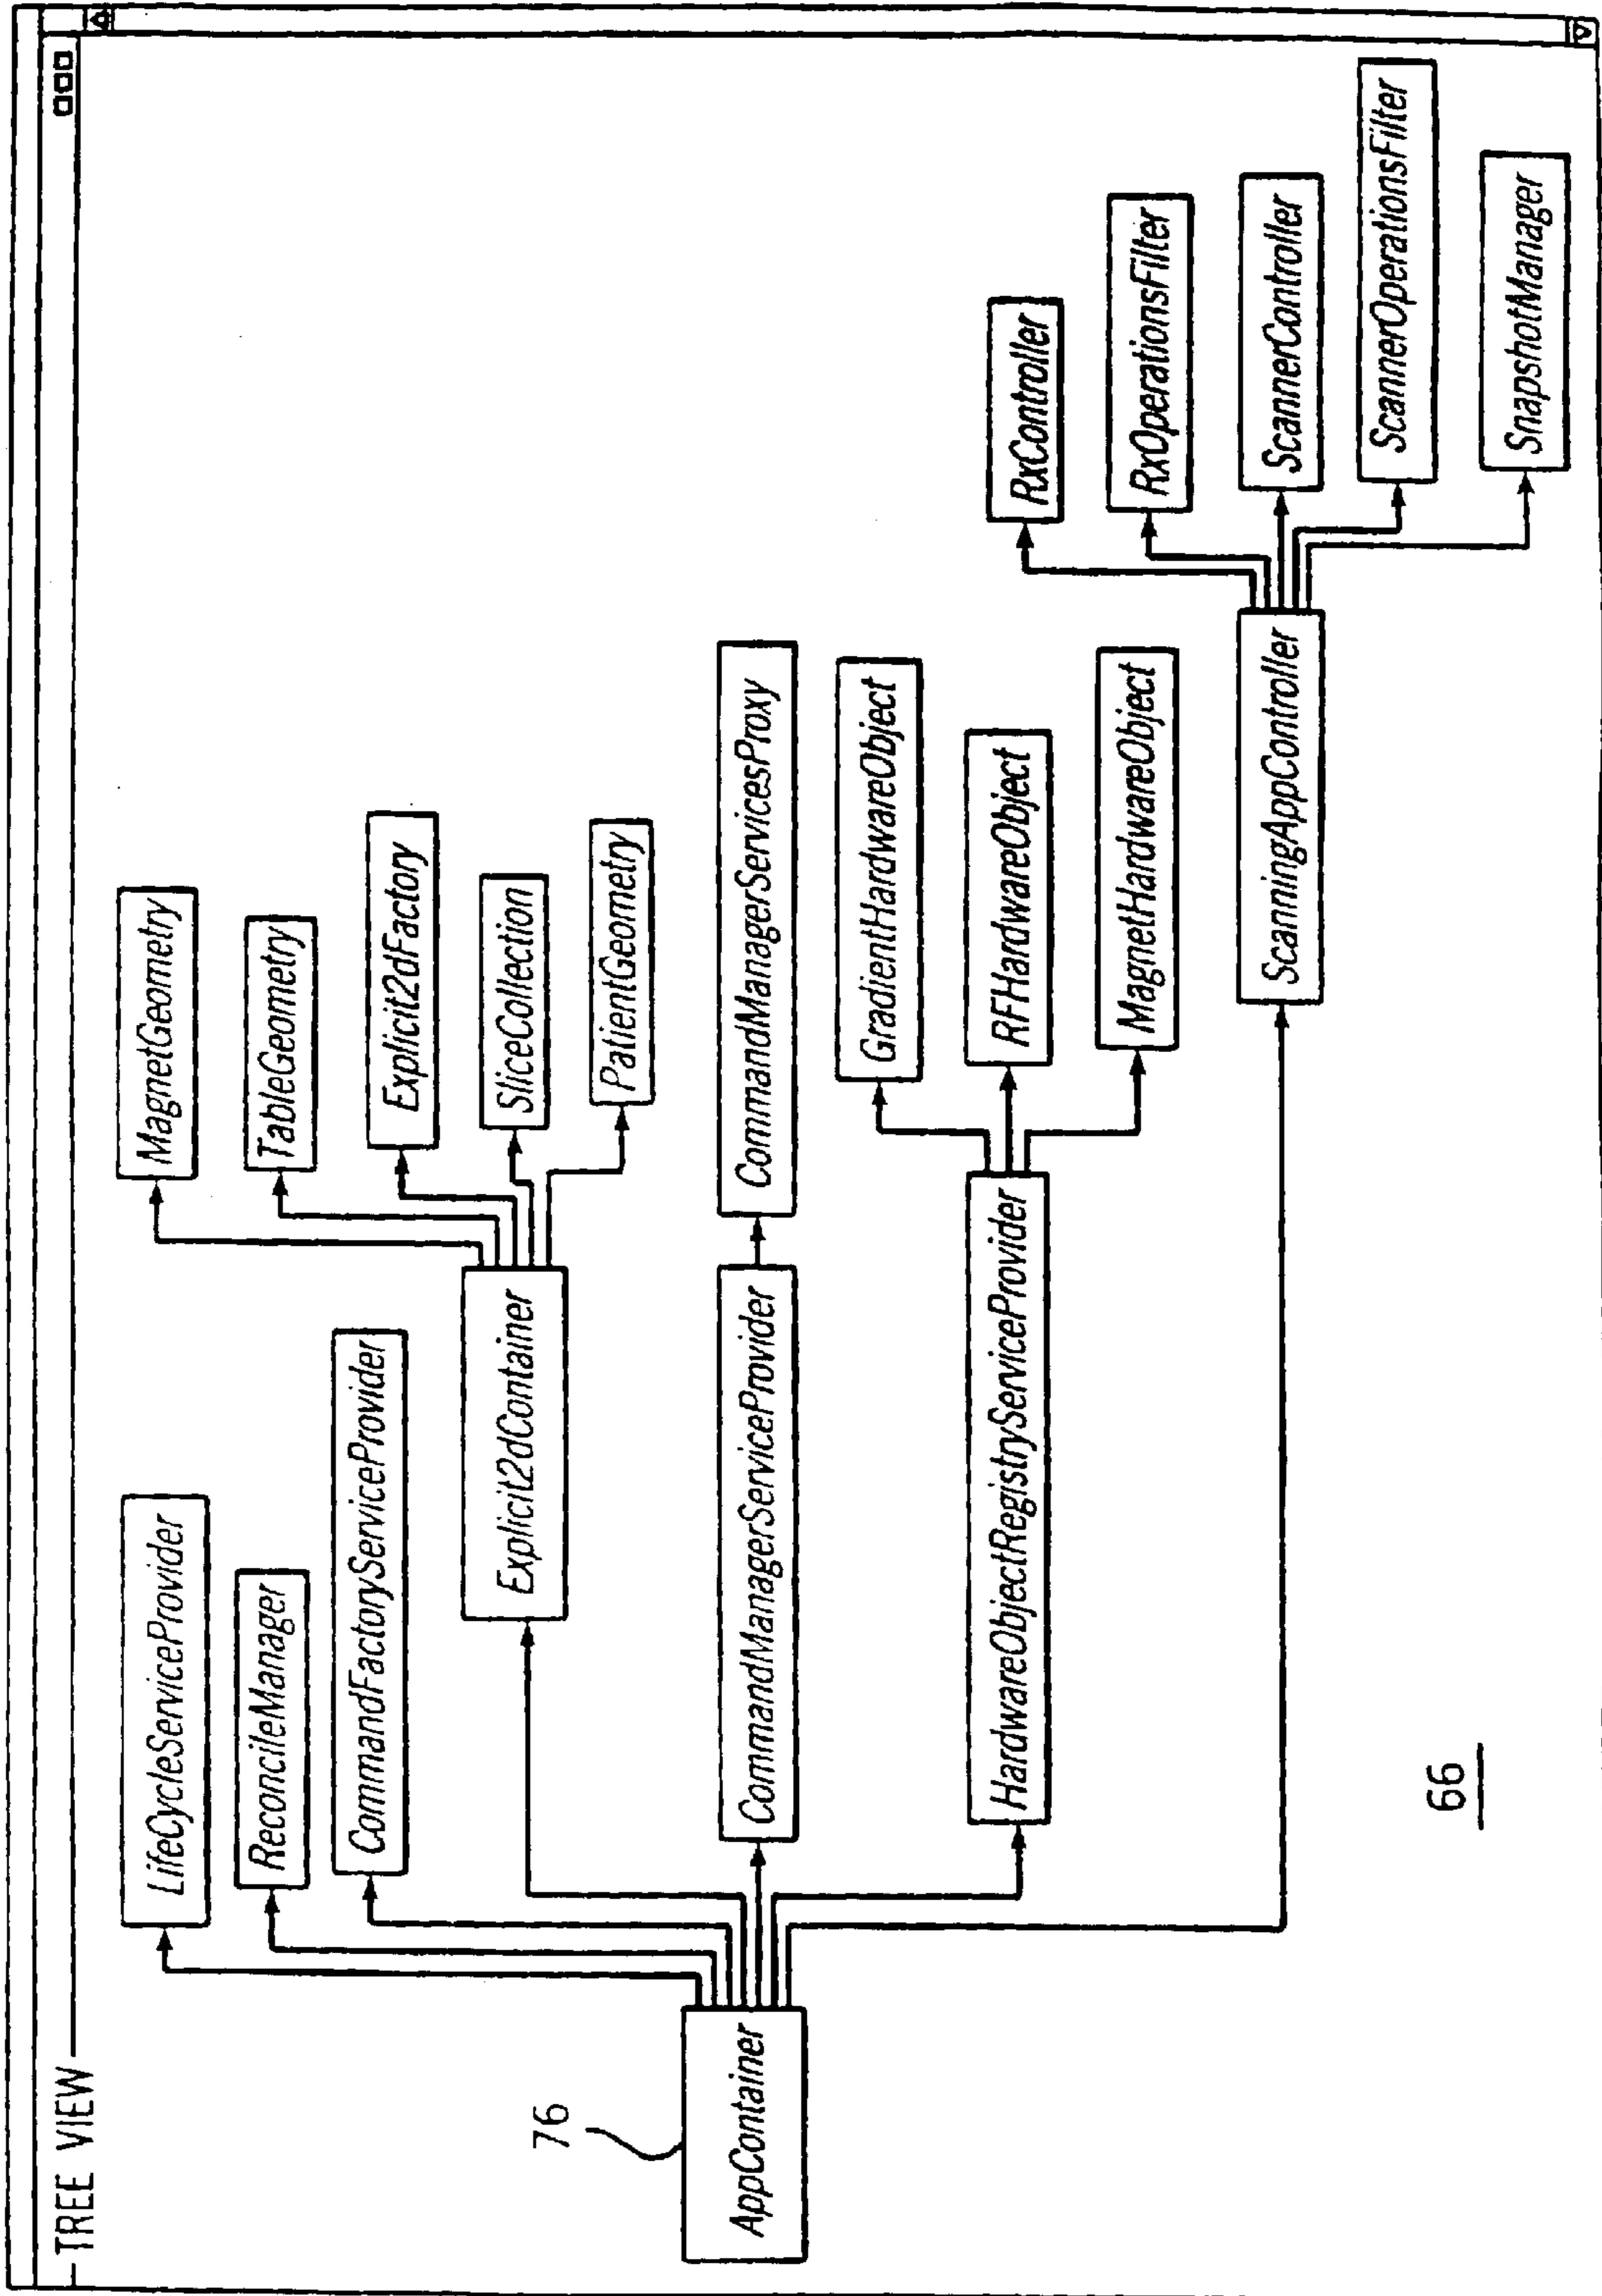 TREE VIEW
LifeCycleServiceProvider
ReconcileManager
CommandFactoryServiceProvider
Explicit2dContainer
MagnetGeometry
TableGeometry
Explicit2dFactory
SliceCollection
PatientGeometry
76
AppContainer
CommandManagerServiceProvider
CommandManagerServicesProxy
HardwareObjectRegistryServiceProvider
GradientHardwareObject
RFHardwareObject
MagnetHardwareObject
ScanningAppController
RxController
RxOperationsFilter
ScannerController
ScannerOperationsFilter
SnapshotManager
66